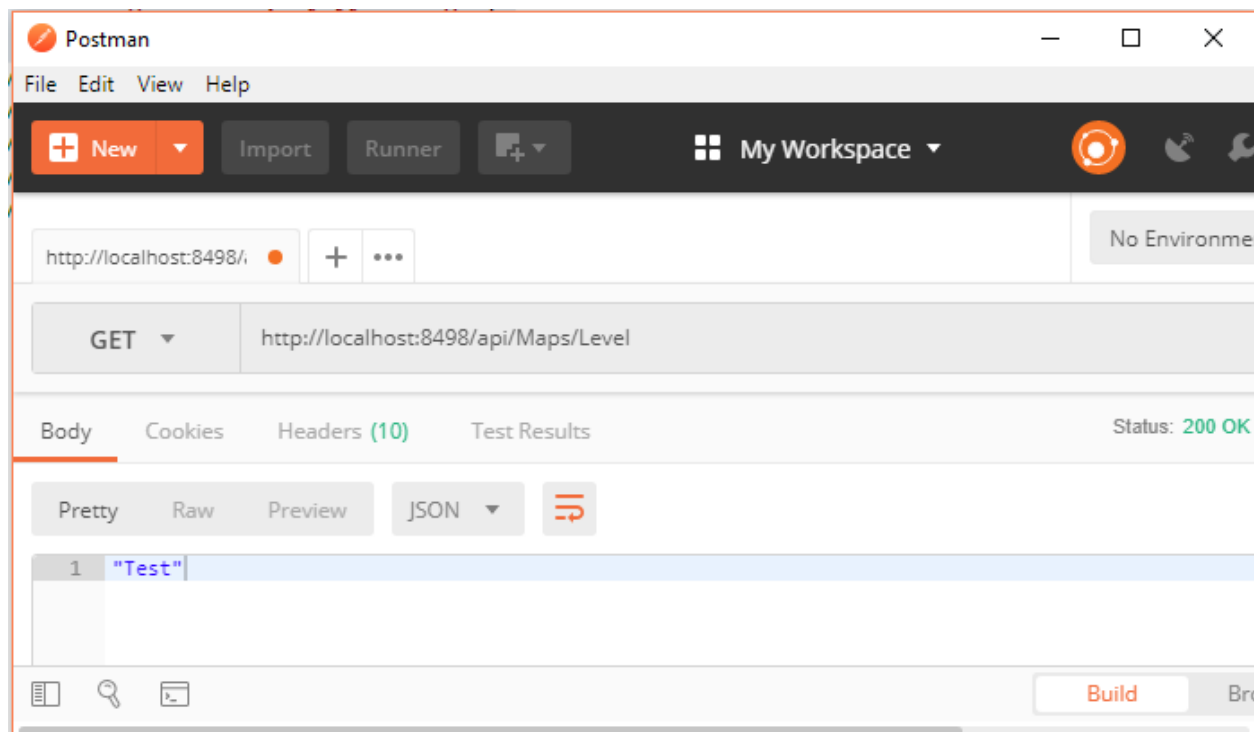 Postman
File Edit View Help
New Import Runner My Workspace
http://localhost:8498/ No Environme
GET http://localhost:8498/api/Maps/Level
Body Cookies Headers (10) Test Results Status: 200 OK
Pretty Raw Preview JSON
1 "Test"
Build Bro